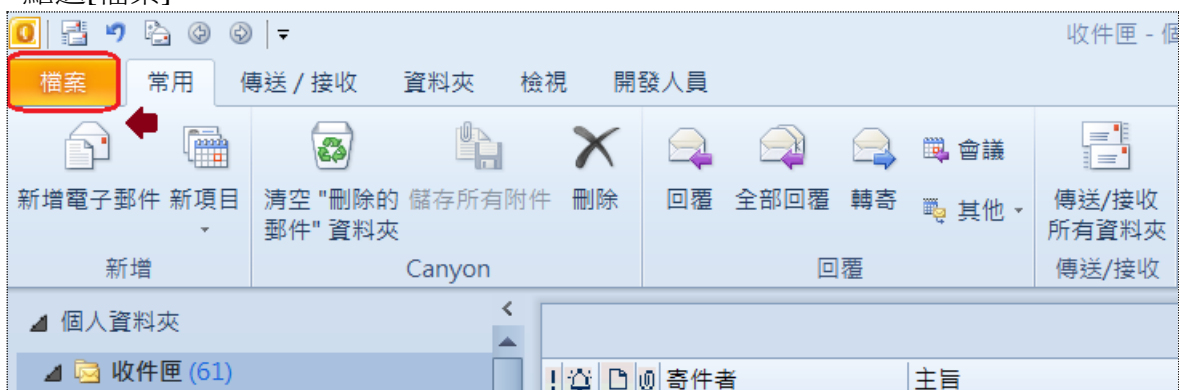 收件匣 - 個
檔案 常用 傳送 / 接收 資料夾 檢視 開發人員
新增電子郵件 新項目 清空 "刪除的郵件" 資料夾 儲存所有附件 刪除 回覆 全部回覆 轉寄 會議 其他 傳送/接收 所有資料夾
新增 Canyon 回覆 傳送/接收
個人資料夾
收件匣 (61)
寄件者 主旨